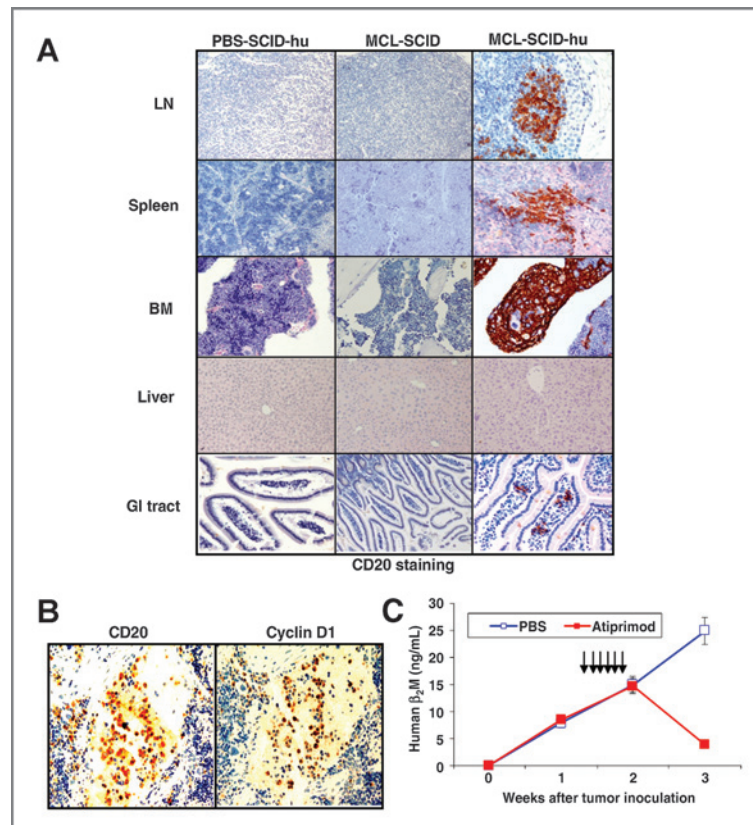 A
PBS-SCID-hu MCL-SCID MCL-SCID-hu
LN
Spleen
BM
Liver
GI tract
CD20 staining
B
CD20 Cyclin D1
C
PBS Atiprimod
Human β₂M (ng/mL)
30
25
20
15
10
5
0
0 1 2 3
Weeks after tumor inoculation